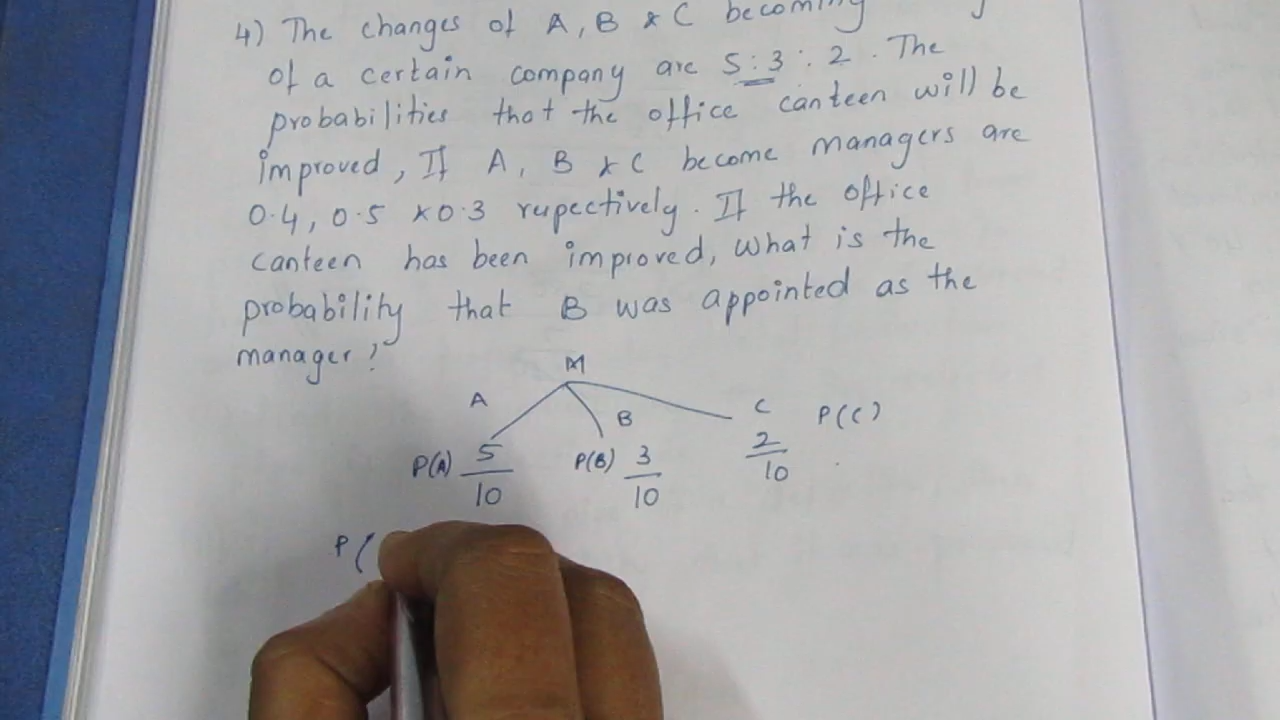 4) The changes of A, B & C becoming
of a certain company are 5:3:2. The
probabilities that the office canteen will be
improved, If A, B & C become managers are
0.4, 0.5 & 0.3 rupectively. If the office
canteen has been improved, What is the
probability that B was appointed as the
manager?
M
A B C P(C)
P(A) 5/10 P(B) 3/10 2/10
P(